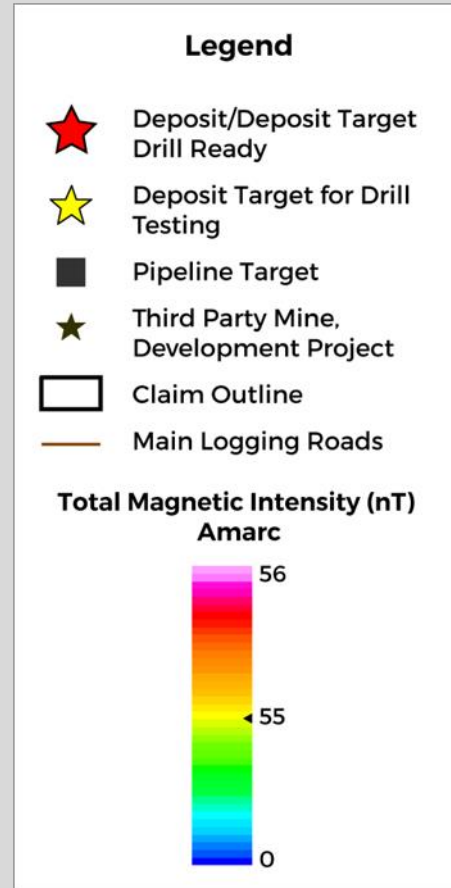 Legend
Deposit/Deposit Target
Drill Ready
Deposit Target for Drill
Testing
Pipeline Target
Third Party Mine,
Development Project
Claim Outline
Main Logging Roads
Total Magnetic Intensity (nT)
Amarc
56
55
0